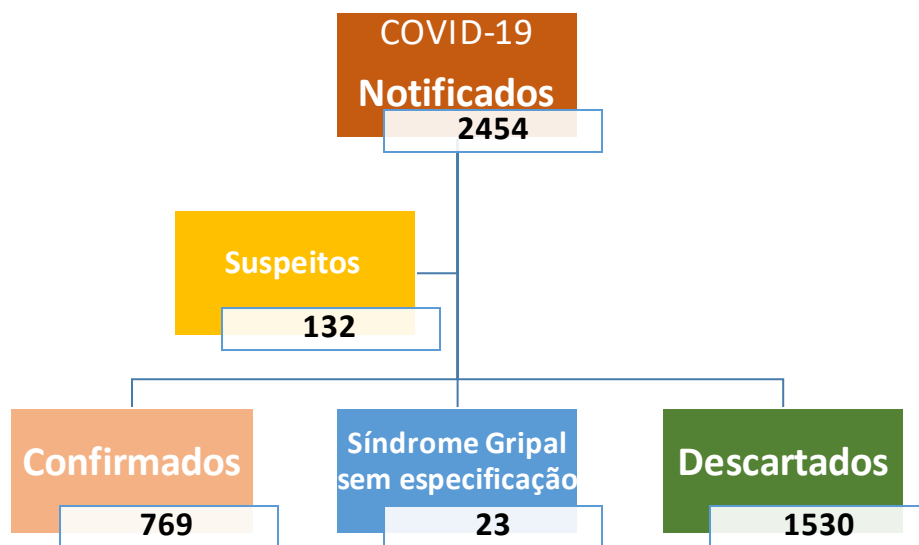 COVID-19
Notificados
2454
Suspeitos
132
Confirmados
769
Síndrome Gripal
sem especificação
23
Descartados
1530